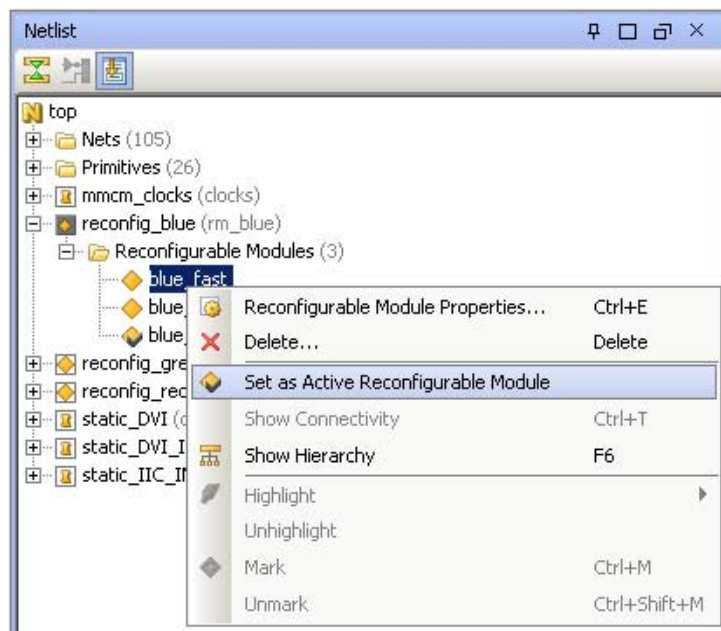 Netlist
top
Nets (105)
Primitives (26)
mmcm_clocks (clocks)
reconfig_blue (rm_blue)
Reconfigurable Modules (3)
blue_fast
blue_
blue_
reconfig_gre
reconfig_rec
static_DVI (c
static_DVI_I
static_IIC_IN
Reconfigurable Module Properties... Ctrl+E
Delete... Delete
Set as Active Reconfigurable Module
Show Connectivity Ctrl+T
Show Hierarchy F6
Highlight
Unhighlight
Mark Ctrl+M
Unmark Ctrl+Shift+M